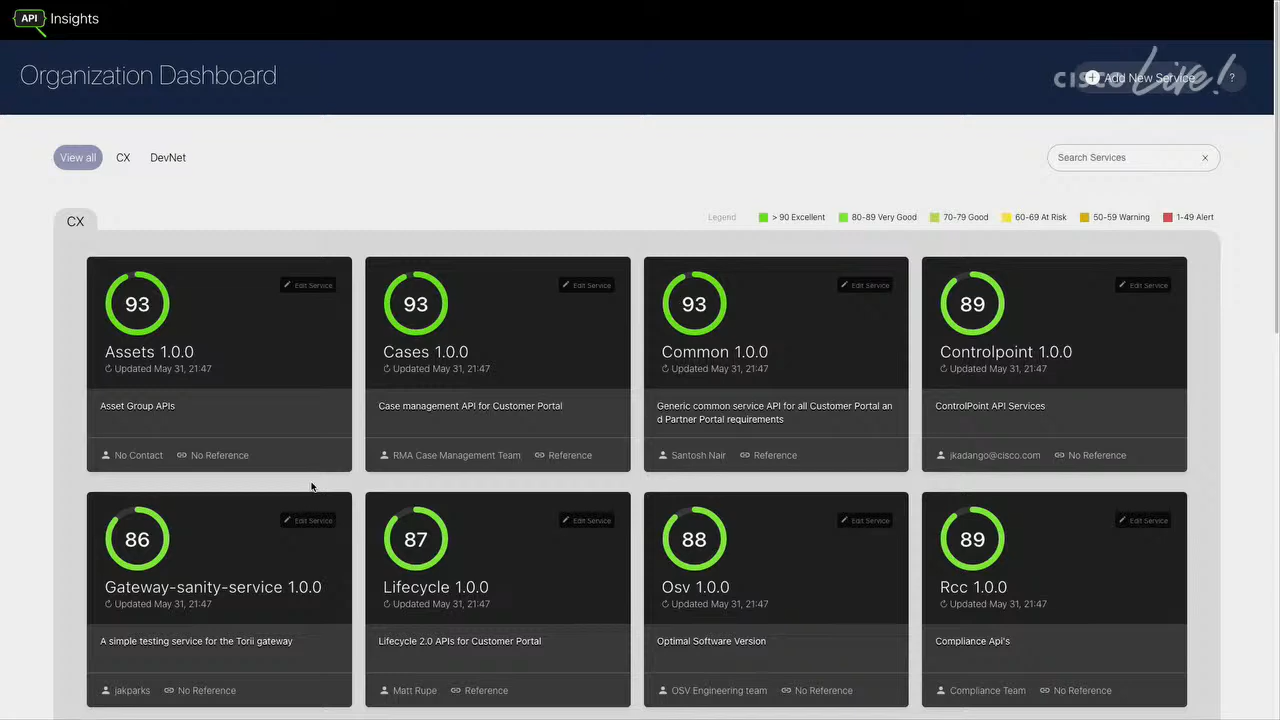 API Insights
Organization Dashboard
CISCO Live!
Add New Service
?
View all CX DevNet
Search Services ×
CX
Legend > 90 Excellent 80-89 Very Good 70-79 Good 60-69 At Risk 50-59 Warning 1-49 Alert
93
Edit Service
Assets 1.0.0
Updated May 31, 21:47
Asset Group APIs
No Contact No Reference
93
Edit Service
Cases 1.0.0
Updated May 31, 21:47
Case management API for Customer Portal
RMA Case Management Team Reference
93
Edit Service
Common 1.0.0
Updated May 31, 21:47
Generic common service API for all Customer Portal an
d Partner Portal requirements
Santosh Nair Reference
89
Edit Service
Controlpoint 1.0.0
Updated May 31, 21:47
ControlPoint API Services
jkadango@cisco.com No Reference
86
Edit Service
Gateway-sanity-service 1.0.0
Updated May 31, 21:47
A simple testing service for the Torii gateway
jakparks No Reference
87
Edit Service
Lifecycle 1.0.0
Updated May 31, 21:47
Lifecycle 2.0 APIs for Customer Portal
Matt Rupe Reference
88
Edit Service
Osv 1.0.0
Updated May 31, 21:47
Optimal Software Version
OSV Engineering team No Reference
89
Edit Service
Rcc 1.0.0
Updated May 31, 21:47
Compliance Api's
Compliance Team No Reference